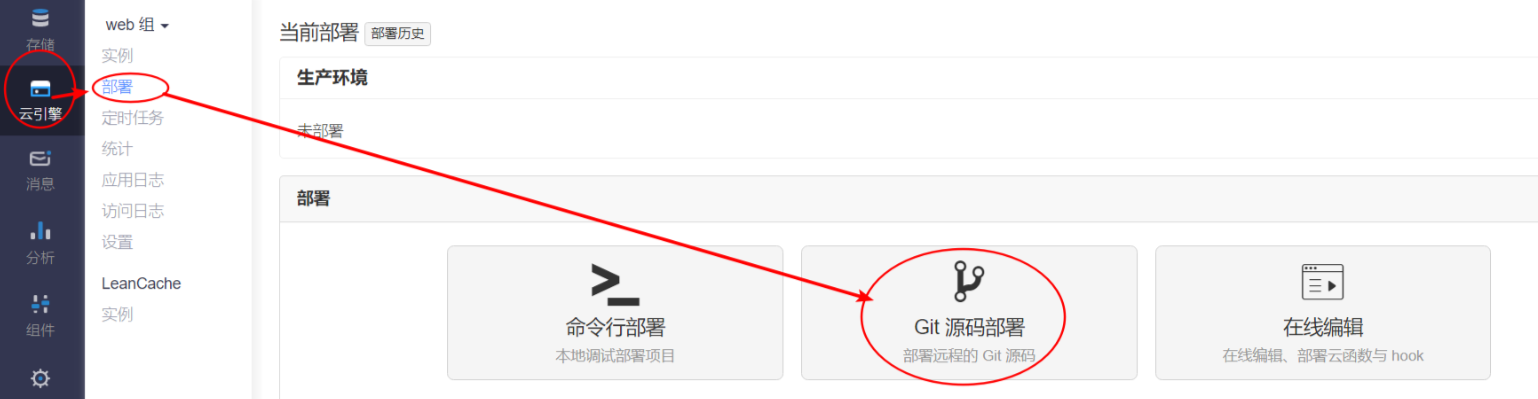 存储
云引擎
消息
分析
组件
web 组
实例
部署
定时任务
统计
应用日志
访问日志
设置
LeanCache
实例
当前部署 部署历史
生产环境
未部署
部署
命令行部署
本地调试部署项目
Git 源码部署
部署远程的 Git 源码
在线编辑
在线编辑、部署云函数与 hook